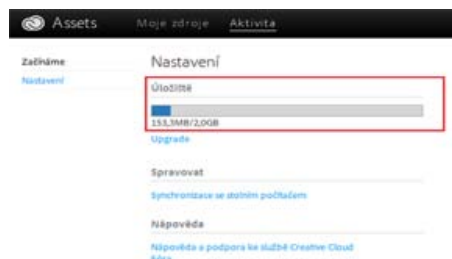 Assets Moje zdroje Aktivita
Začínáme
Nastavení
Nastavení
Úložiště
153,3MB/2,0GB
Upgrade
Spravovat
Synchronizace se stolním počítačem
Nápověda
Nápověda a podpora ke službě Creative Cloud